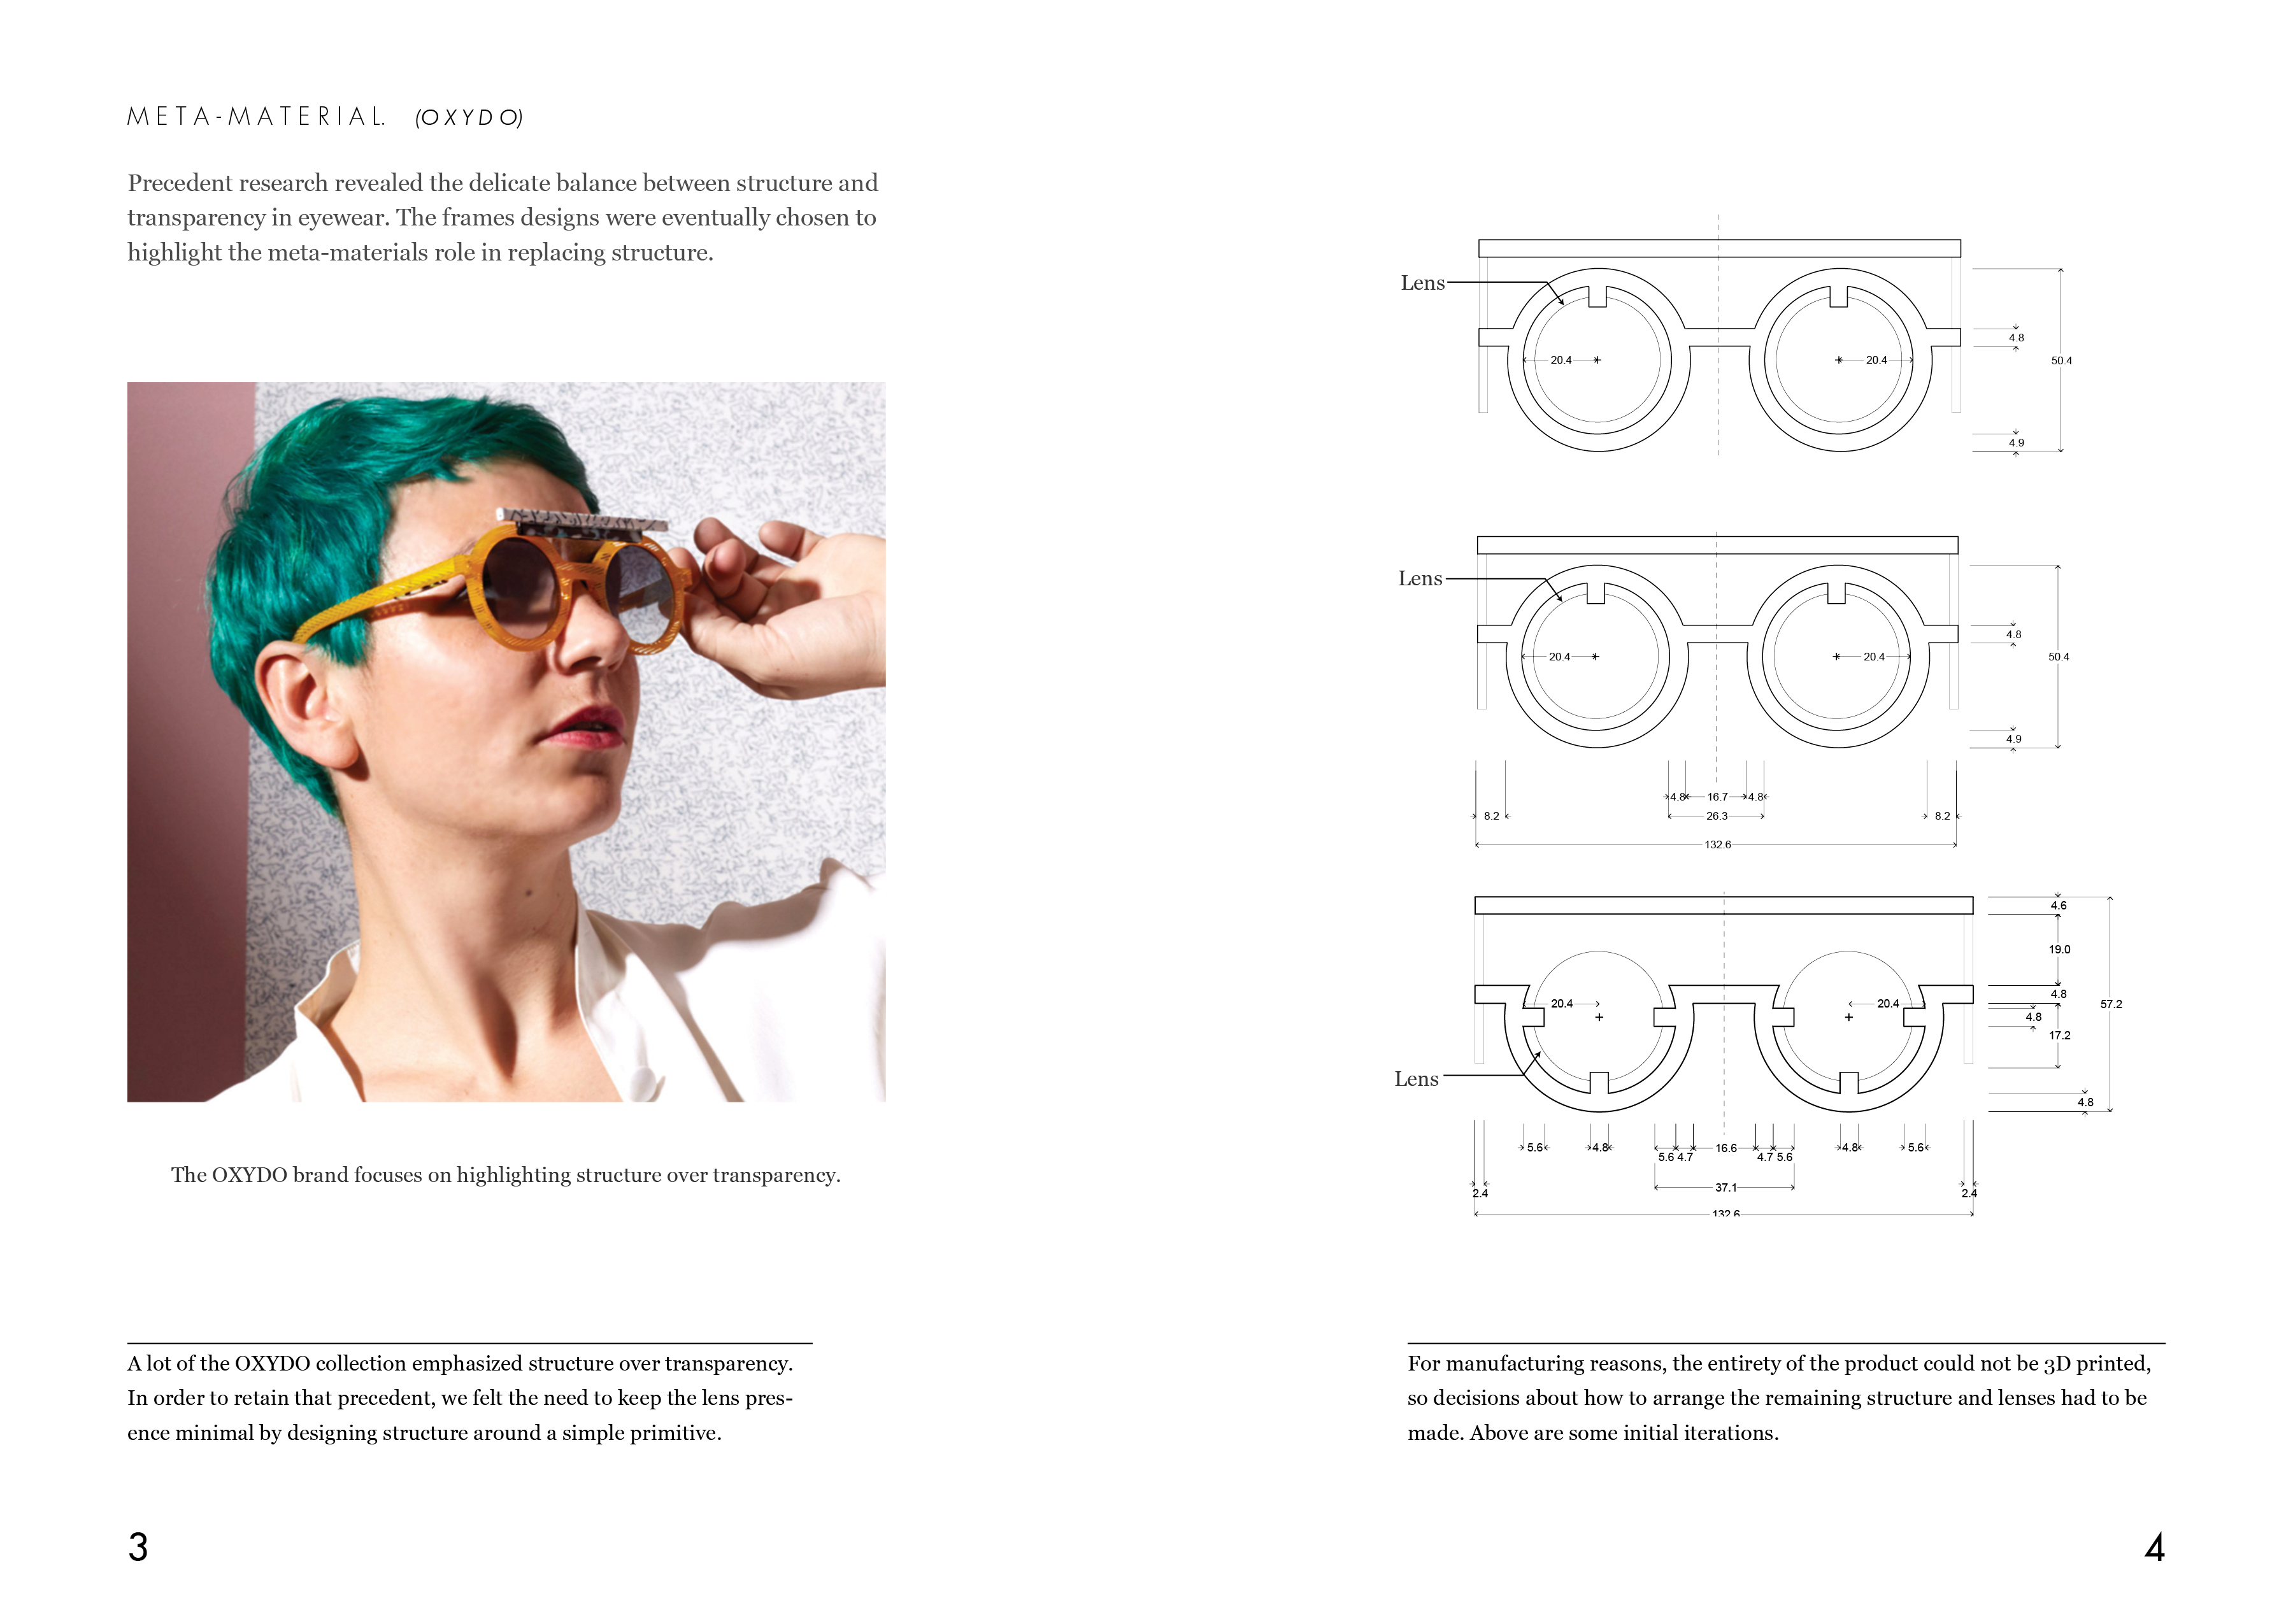 META-MATERIAL. (OXYDO)
Precedent research revealed the delicate balance between structure and
transparency in eyewear. The frames designs were eventually chosen to
highlight the meta-materials role in replacing structure.
The OXYDO brand focuses on highlighting structure over transparency.
A lot of the OXYDO collection emphasized structure over transparency.
In order to retain that precedent, we felt the need to keep the lens pres-
ence minimal by designing structure around a simple primitive.
3
Lens
20.4
20.4
4.8
50.4
4.9
Lens
20.4
20.4
4.8
50.4
4.9
4.8 16.7 4.8
8.2 26.3 8.2
132.6
4.6
19.0
20.4
20.4
4.8
57.2
4.8
17.2
Lens
4.8
5.6 4.8 16.6 4.8 5.6
5.6 4.7 4.7 5.6
37.1
2.4 2.4
132.6
For manufacturing reasons, the entirety of the product could not be 3D printed,
so decisions about how to arrange the remaining structure and lenses had to be
made. Above are some initial iterations.
4